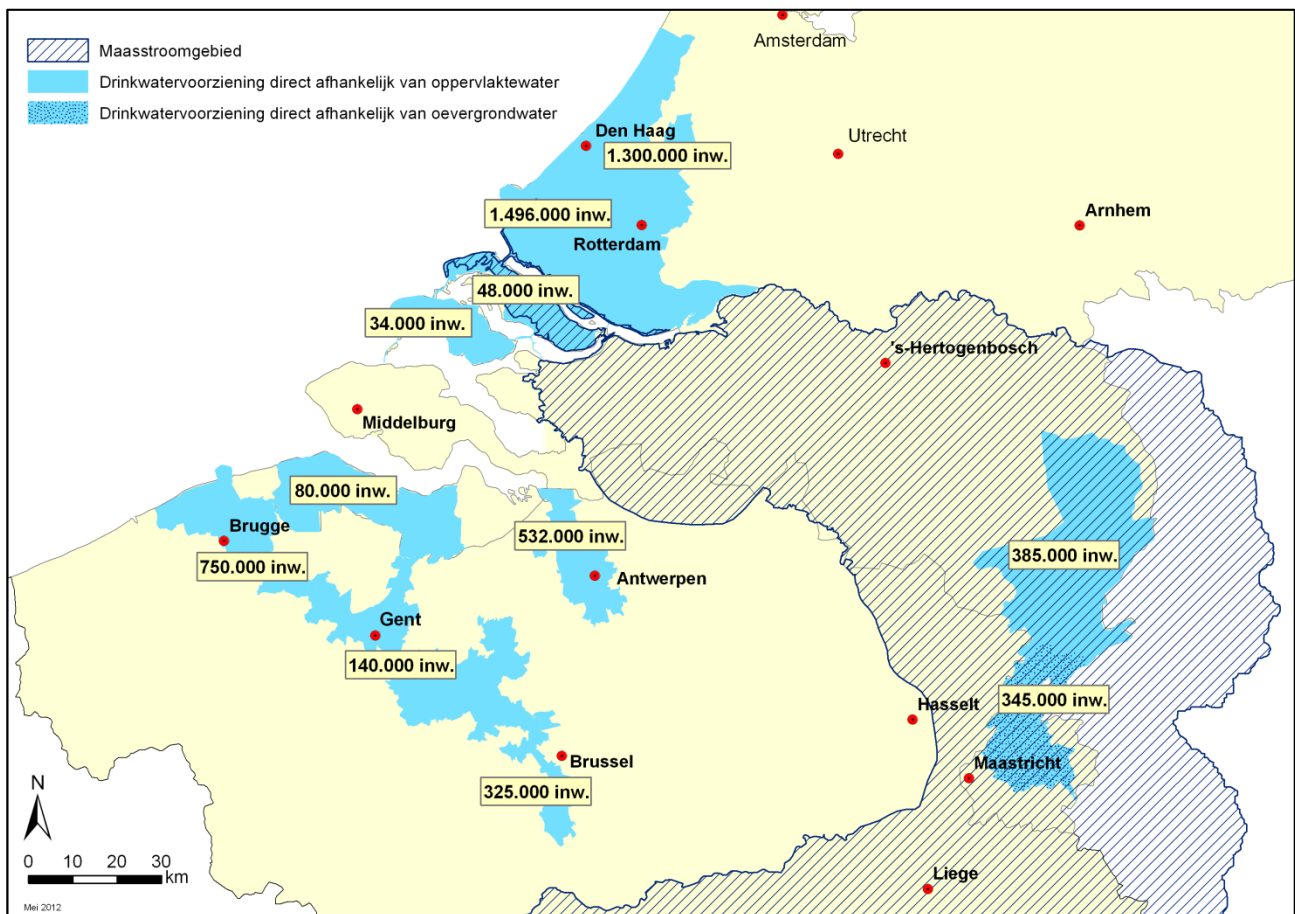 Maasstroomgebied
Drinkwatervoorziening direct afhankelijk van oppervlaktewater
Drinkwatervoorziening direct afhankelijk van oevergrondwater
Amsterdam
Den Haag
1.300.000 inw.
Utrecht
1.496.000 inw.
Rotterdam
Arnhem
48.000 inw.
34.000 inw.
's-Hertogenbosch
Middelburg
80.000 inw.
Brugge
532.000 inw.
750.000 inw.
385.000 inw.
Antwerpen
Gent
140.000 inw.
345.000 inw.
Hasselt
Brussel
Maastricht
325.000 inw.
N
0 10 20 30
km
Liege
Mei 2012